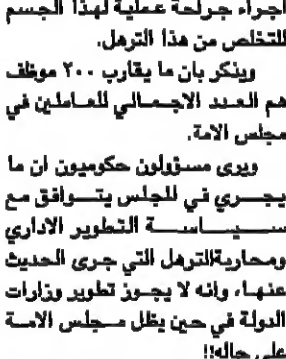 اجراء جراحة عملية لهذا الجسم
للتخلص من هذا الترهل.
ويذكر بان ما يقارب ٢٠٠ موظف
هم العدد الاجمالي للعاملين في
مجلس الامة.
ويرى مسؤولون حكوميون ان ما
يجري في المجلس يتوافق مع
سياسة التطوير الاداري
ومحاربةالترهل التي جرى الحديث
عنها، وانه لا يجوز تطوير وزارات
الدولة في حين يظل مجلس الامة
على حاله!!